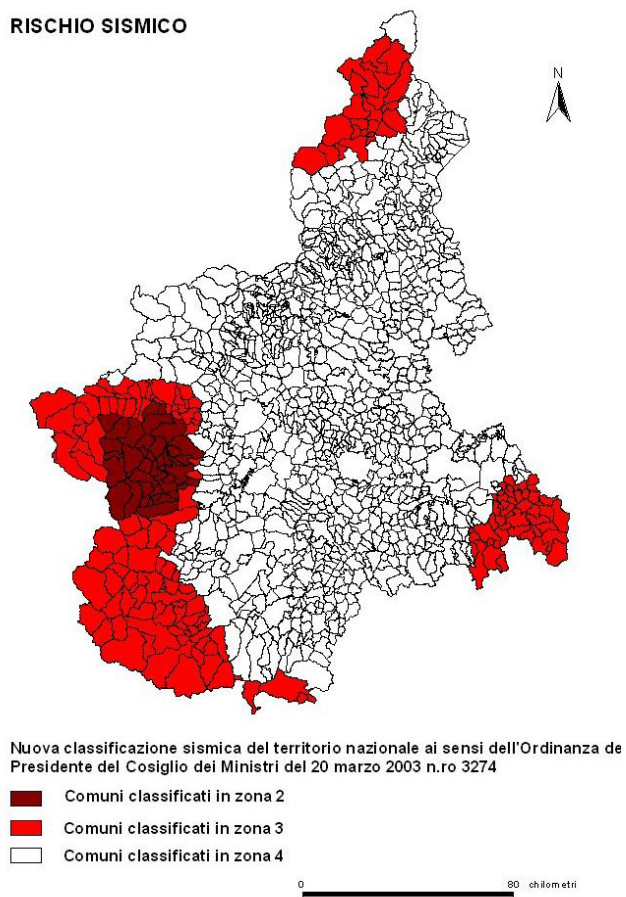 RISCHIO SISMICO
N
Nuova classificazione sismica del territorio nazionale ai sensi dell'Ordinanza de
Presidente del Cosiglio dei Ministri del 20 marzo 2003 n.ro 3274
Comuni classificati in zona 2
Comuni classificati in zona 3
Comuni classificati in zona 4
0 80 chilometri